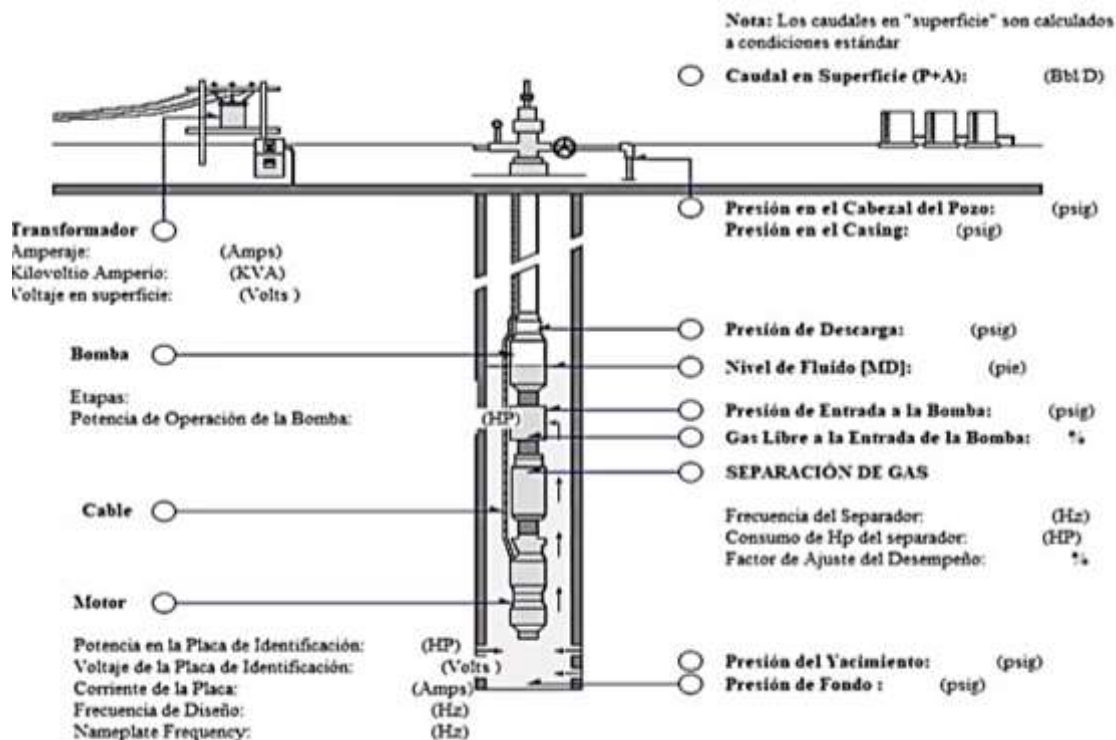 Nota: Los caudales en "superficie" son calculados
a condiciones estándar
Caudal en Superficie (P+A): (Bbl D)
Transformador
Amperaje: (Amps)
Kilovoltio Amperio: (KVA)
Voltaje en superficie: (Volts )
Presión en el Cabezal del Pozo: (psig)
Presión en el Casing: (psig)
Bomba
Etapas:
Potencia de Operación de la Bomba: (HP)
Presión de Descarga: (psig)
Nivel de Fluído [MD]: (pie)
Presión de Entrada a la Bomba: (psig)
Gas Libre a la Entrada de la Bomba: %
SEPARACIÓN DE GAS
Frecuencia del Separador: (Hz)
Consumo de Hp del separador: (HP)
Factor de Ajuste del Desempeño: %
Cable
Motor
Potencia en la Placa de Identificación: (HP)
Voltaje de la Placa de Identificación: (Volts )
Corriente de la Placa: (Amps)
Frecuencia de Diseño: (Hz)
Nameplate Frequency: (Hz)
Presión del Yacimiento: (psig)
Presión de Fondo : (psig)